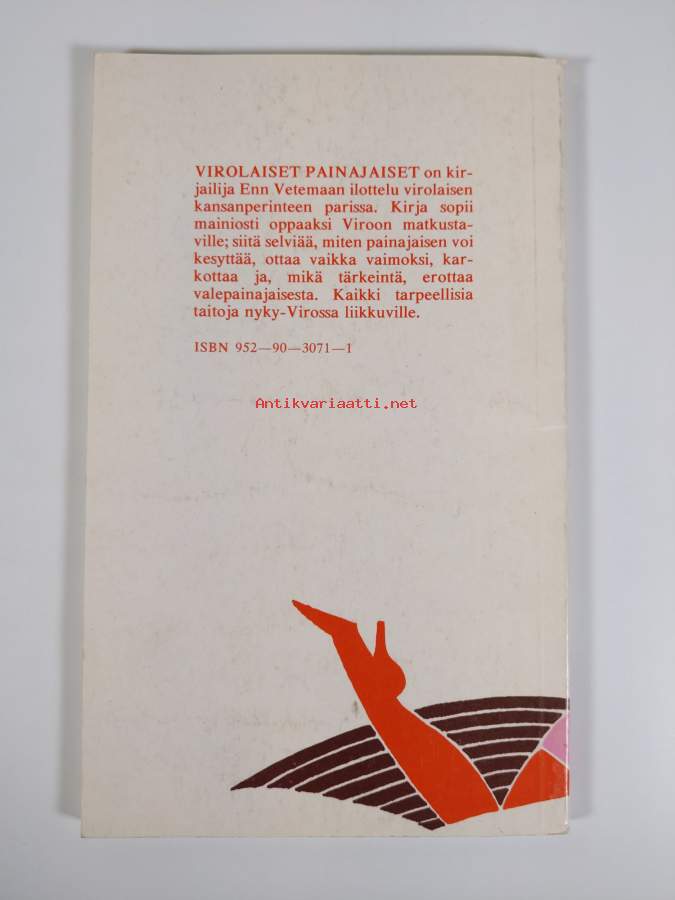 VIROLAISET PAINAJAISET on kir-
jailija Enn Vetemaan ilottelu virolaisen
kansanperinteen parissa. Kirja sopii
mainiosti oppaaksi Viroon matkusta-
ville; siitä selviää, miten painajaisen voi
kesyttää, ottaa vaikka vaimoksi, kar-
kottaa ja, mikä tärkeintä, erottaa
valepainajaisesta. Kaikki tarpeellisia
taitoja nyky-Virossa liikkuville.
ISBN 952—90—3071—1
Antikvariaatti.net